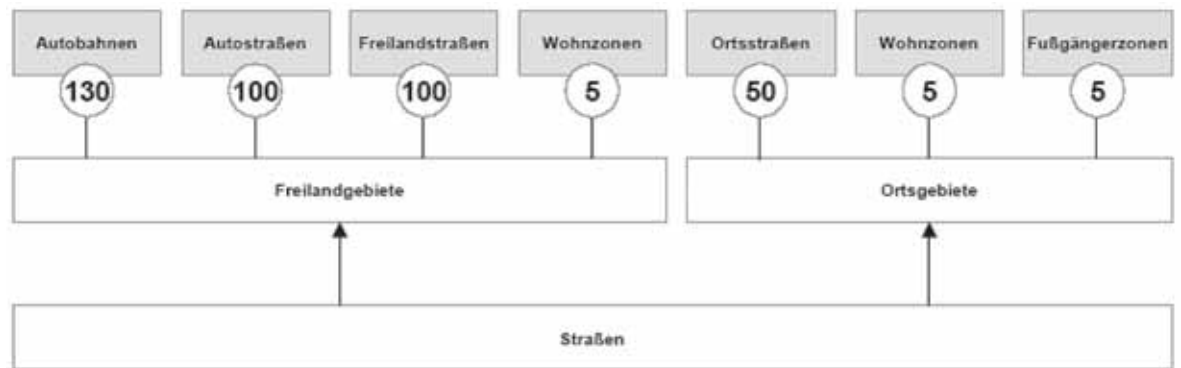 Autobahnen
Autostraßen
Freilandstraßen
Wohnzonen
Ortsstraßen
Wohnzonen
Fußgängerzonen
130
100
100
5
50
5
5
Freilandgebiete
Ortsgebiete
Straßen